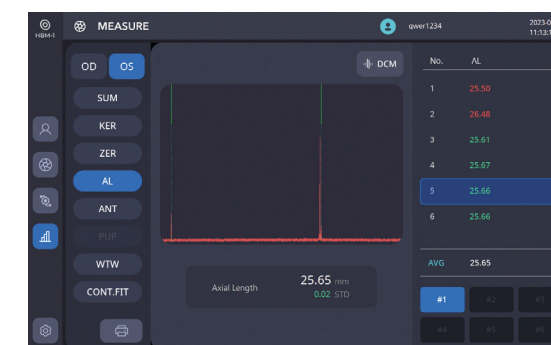 HBM-1
MEASURE
qwer1234
2023-0
11:13:1
OD OS
DCM
SUM
KER
ZER
AL
ANT
PUP
WTW
CONT.FIT
Axial Length 25.65 mm
0.02 STD
No. AL
1 25.50
2 26.48
3 25.61
4 25.67
5 25.66
6 25.66
AVG 25.65
#1 #2 #3
#4 #5 #6